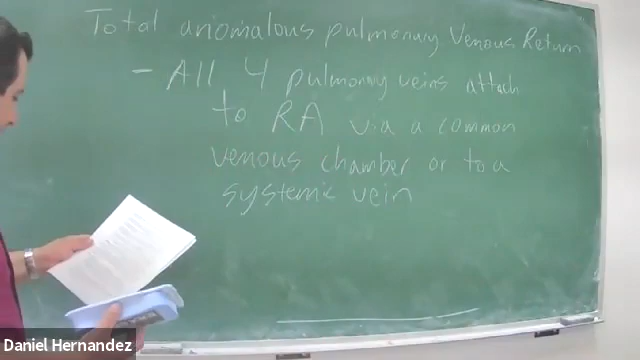 Total anomalous pulmonary Venous Return
- All 4 pulmonary veins attach
to RA via a common
venous chamber or to a
systemic vein
Daniel Hernandez